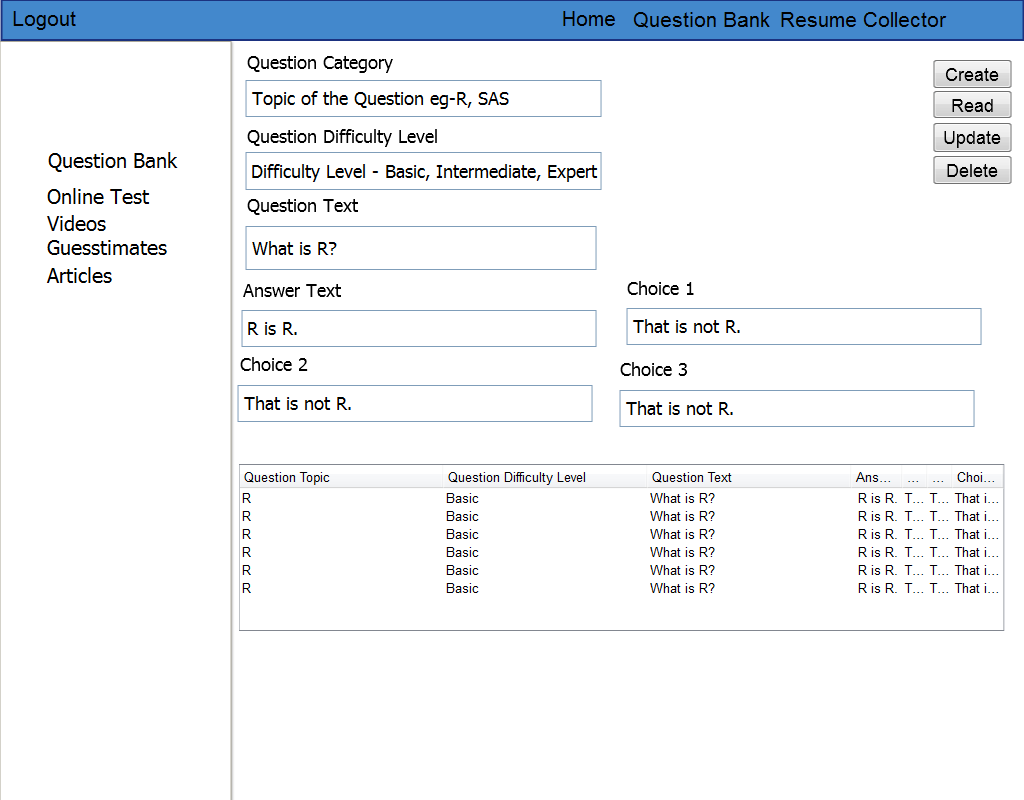 Logout Home Question Bank Resume Collector
Question Category
Topic of the Question eg-R, SAS
Question Difficulty Level
Difficulty Level - Basic, Intermediate, Expert
Question Text
What is R?
Answer Text
R is R.
Choice 1
That is not R.
Choice 2
That is not R.
Choice 3
That is not R.
Create
Read
Update
Delete
Question Bank
Online Test
Videos
Guesstimates
Articles
Question Topic Question Difficulty Level Question Text Ans... ... ... Choi...
R Basic What is R? R is R. T... T... That i...
R Basic What is R? R is R. T... T... That i...
R Basic What is R? R is R. T... T... That i...
R Basic What is R? R is R. T... T... That i...
R Basic What is R? R is R. T... T... That i...
R Basic What is R? R is R. T... T... That i...